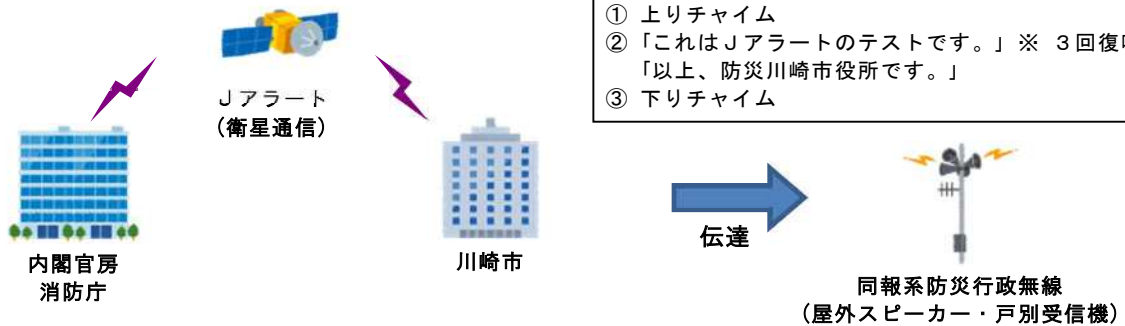 ① 上りチャイム
②「これはＪアラートのテストです。」※ ３回復
「以上、防災川崎市役所です。」
③ 下りチャイム
Ｊアラート
（衛星通信）
内閣官房
消防庁
川崎市
伝達
同報系防災行政無線
（屋外スピーカー・戸別受信機）